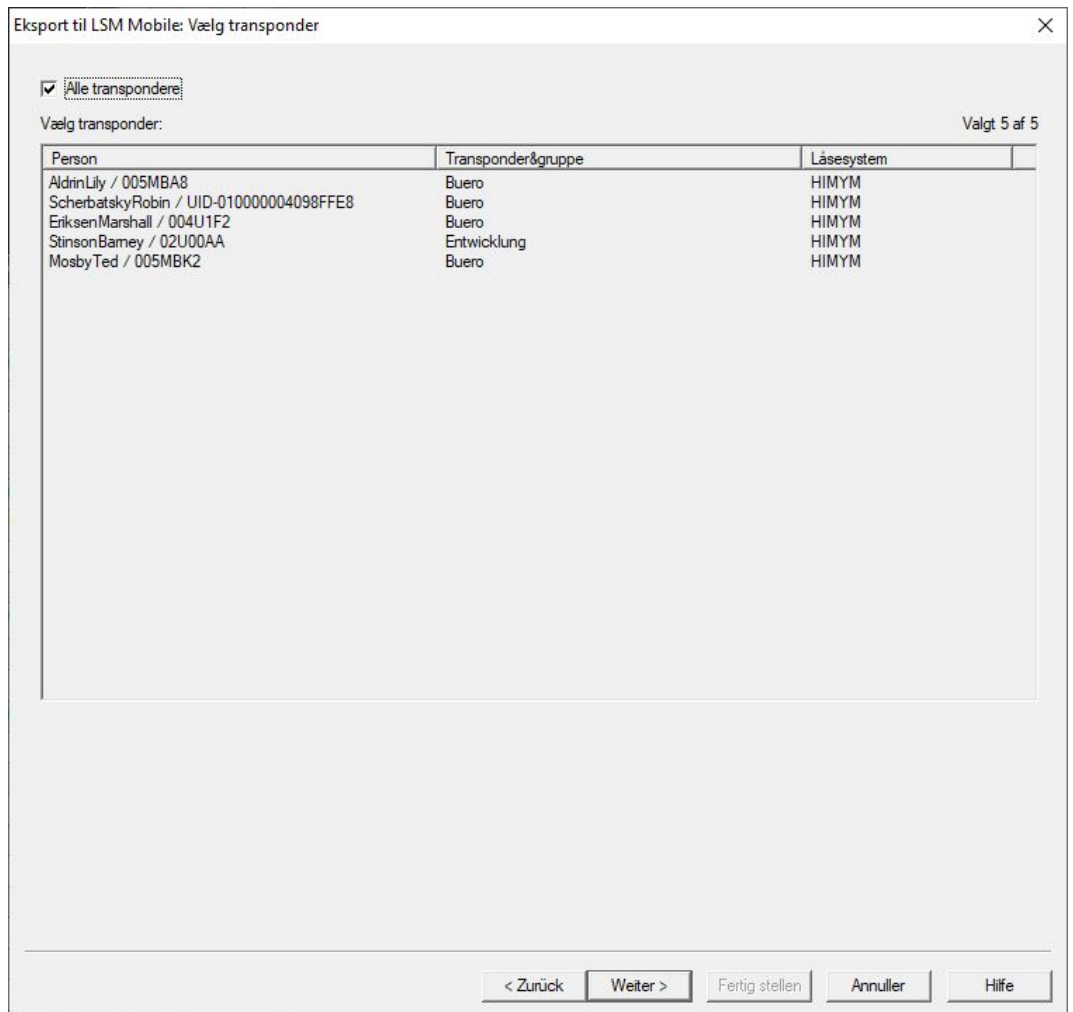 Eksport til LSM Mobile: Vælg transponder
Alle transpondere
Vælg transponder: Valgt 5 af 5
Person Transponder&gruppe Låsesystem
AldrinLily / 005MBA8 Buero HIMYM
ScherbatskyRobin / UID-010000004098FFE8 Buero HIMYM
EriksenMarshall / 004U1F2 Buero HIMYM
StinsonBarney / 02U00AA Entwicklung HIMYM
MosbyTed / 005MBK2 Buero HIMYM
< Zurück Weiter > Fertig stellen Annuller Hilfe